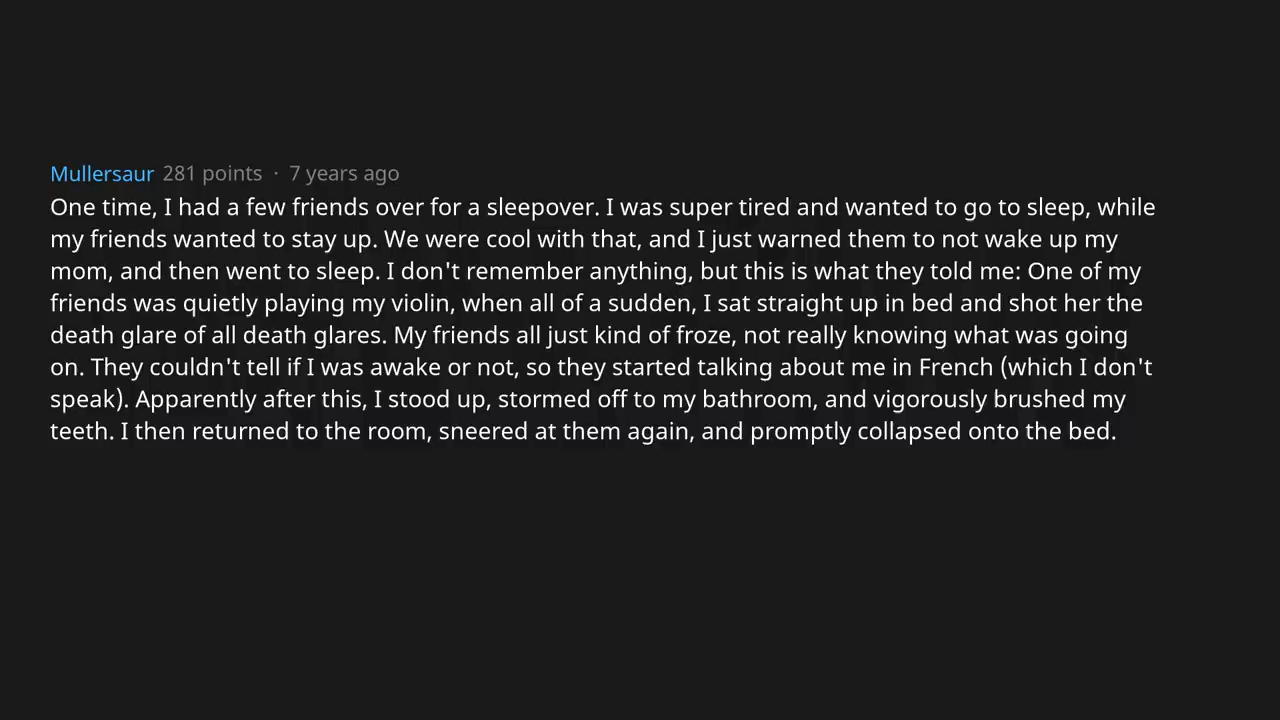 Mullersaur 281 points · 7 years ago
One time, I had a few friends over for a sleepover. I was super tired and wanted to go to sleep, while
my friends wanted to stay up. We were cool with that, and I just warned them to not wake up my
mom, and then went to sleep. I don't remember anything, but this is what they told me: One of my
friends was quietly playing my violin, when all of a sudden, I sat straight up in bed and shot her the
death glare of all death glares. My friends all just kind of froze, not really knowing what was going
on. They couldn't tell if I was awake or not, so they started talking about me in French (which I don't
speak). Apparently after this, I stood up, stormed off to my bathroom, and vigorously brushed my
teeth. I then returned to the room, sneered at them again, and promptly collapsed onto the bed.